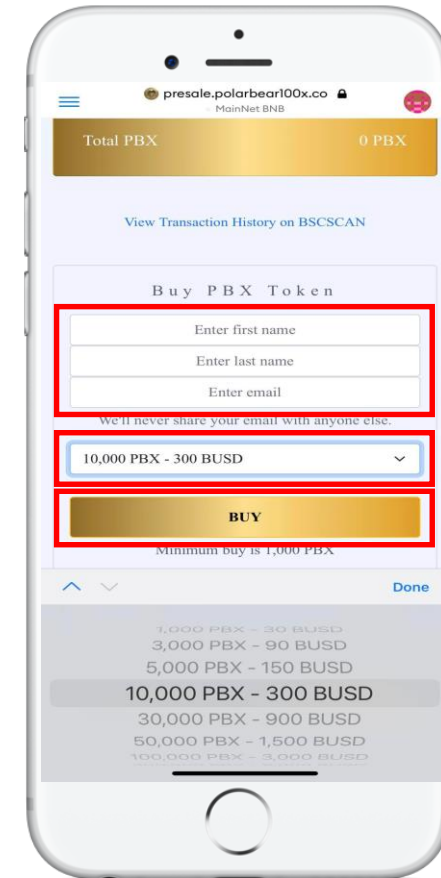 presale.polarbear100x.co
MainNet BNB
Total PBX 0 PBX
View Transaction History on BSCSCAN
Buy PBX Token
Enter first name
Enter last name
Enter email
We'll never share your email with anyone else.
10,000 PBX - 300 BUSD
BUY
Minimum buy is 1,000 PBX
Done
1,000 PBX - 30 BUSD
3,000 PBX - 90 BUSD
5,000 PBX - 150 BUSD
10,000 PBX - 300 BUSD
30,000 PBX - 900 BUSD
50,000 PBX - 1,500 BUSD
100,000 PBX - 3,000 BUSD